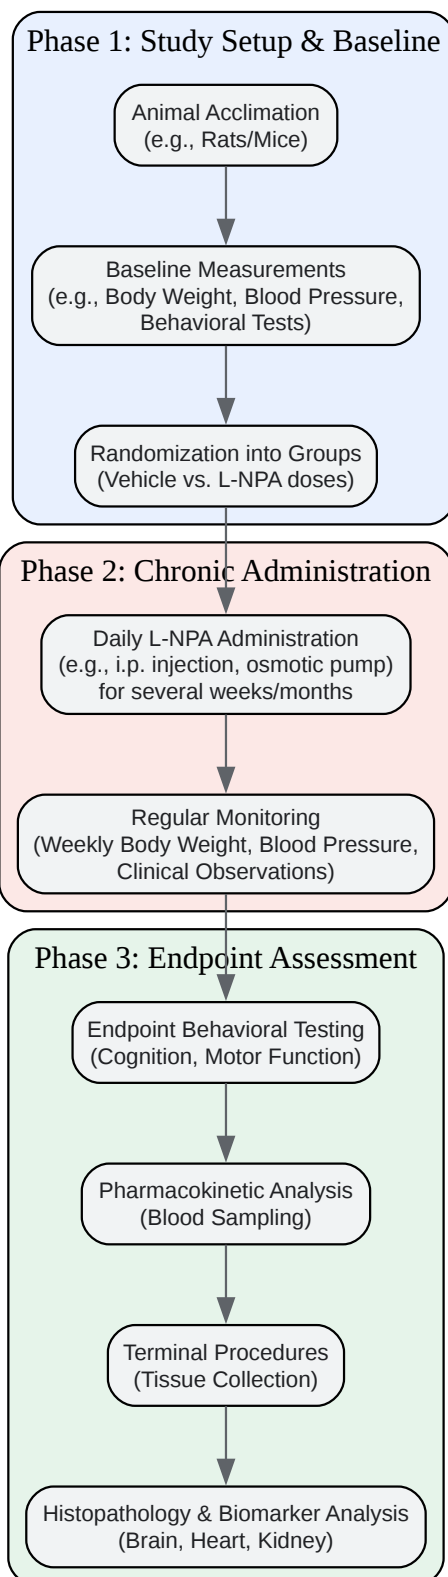 Phase 1: Study Setup & Baseline
Animal Acclimation
(e.g., Rats/Mice)
Baseline Measurements
(e.g., Body Weight, Blood Pressure,
Behavioral Tests)
Randomization into Groups
(Vehicle vs. L-NPA doses)
Phase 2: Chronic Administration
Daily L-NPA Administration
(e.g., i.p. injection, osmotic pump)
for several weeks/months
Regular Monitoring
(Weekly Body Weight, Blood Pressure,
Clinical Observations)
Phase 3: Endpoint Assessment
Endpoint Behavioral Testing
(Cognition, Motor Function)
Pharmacokinetic Analysis
(Blood Sampling)
Terminal Procedures
(Tissue Collection)
Histopathology & Biomarker Analysis
(Brain, Heart, Kidney)